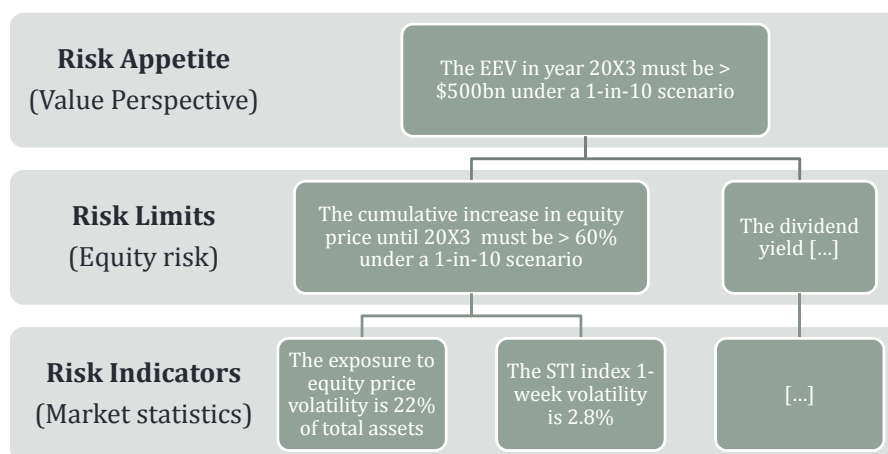 Risk Appetite
(Value Perspective)
The EEV in year 20X3 must be >
$500bn under a 1-in-10 scenario
Risk Limits
(Equity risk)
The cumulative increase in equity
price until 20X3 must be > 60%
under a 1-in-10 scenario
The dividend
yield [...]
Risk Indicators
(Market statistics)
The exposure to
equity price
volatility is 22%
of total assets
The STI index 1-
week volatility
is 2.8%
[...]